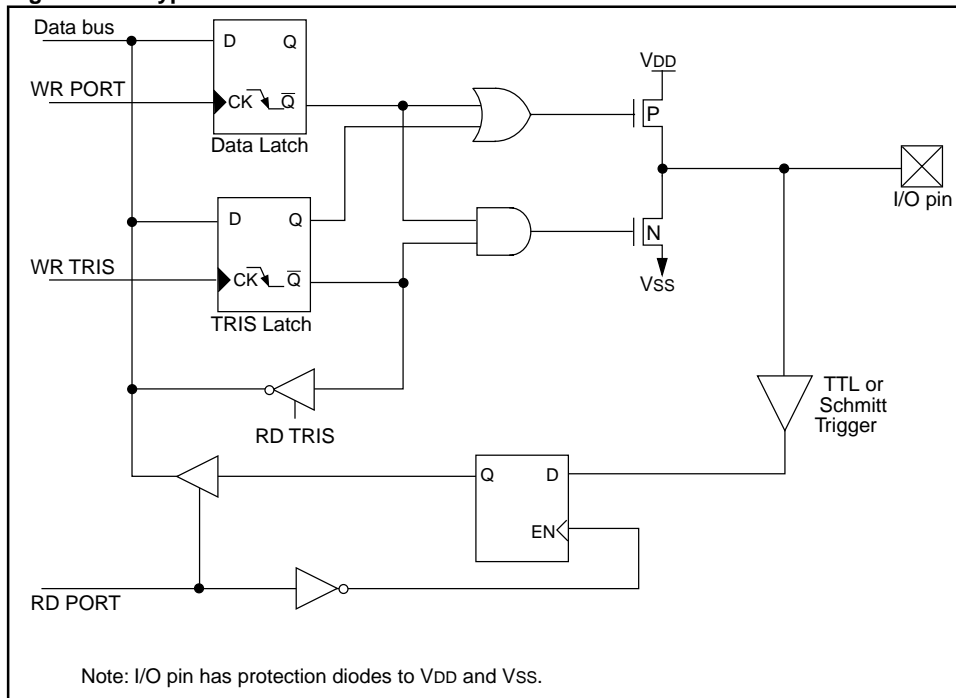 Data bus
D Q
VDD
WR PORT
CK Q
P
Data Latch
I/O pin
D Q
N
WR TRIS
CK Q
VSS
TRIS Latch
TTL or
Schmitt
Trigger
RD TRIS
Q D
EN
RD PORT
Note: I/O pin has protection diodes to VDD and VSS.